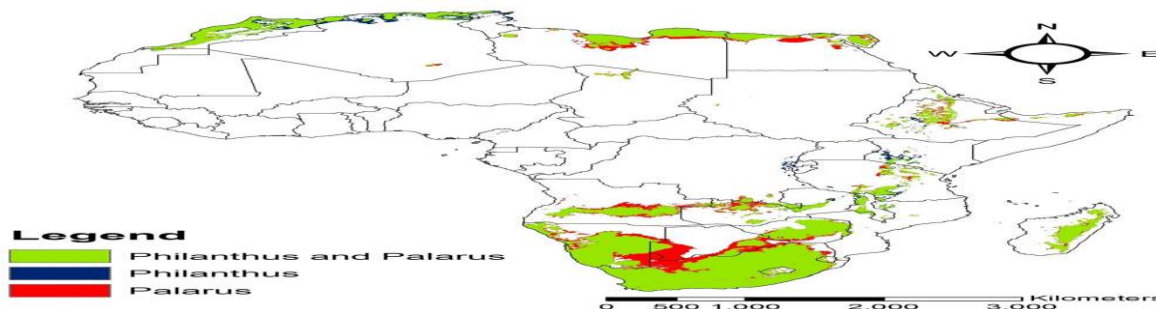 N
W E
S
Legend
Philanthus and Palarus
Philanthus
Palarus
Kilometers
0 500 1.000 2.000 3.000